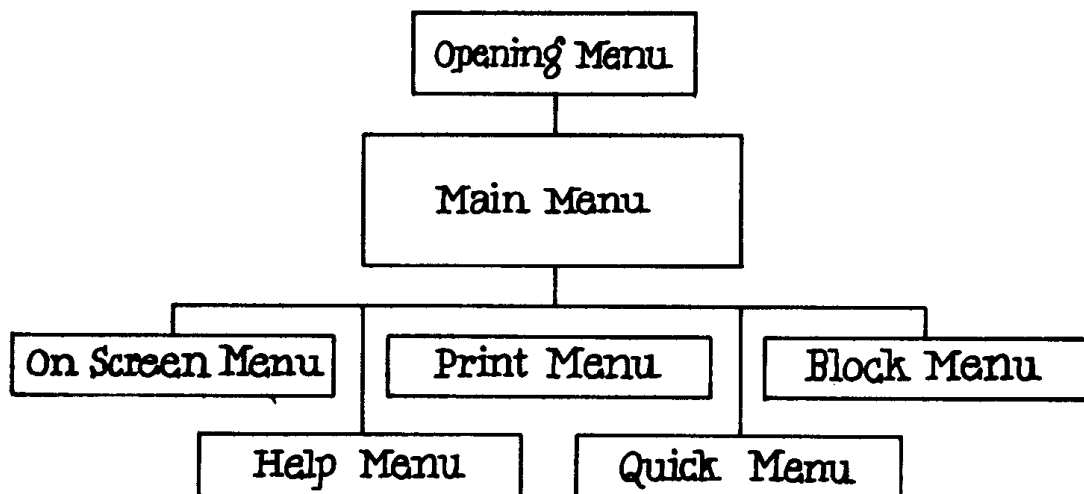 Opening Menu
Main Menu
On Screen Menu
Print Menu
Block Menu
Help Menu
Quick Menu